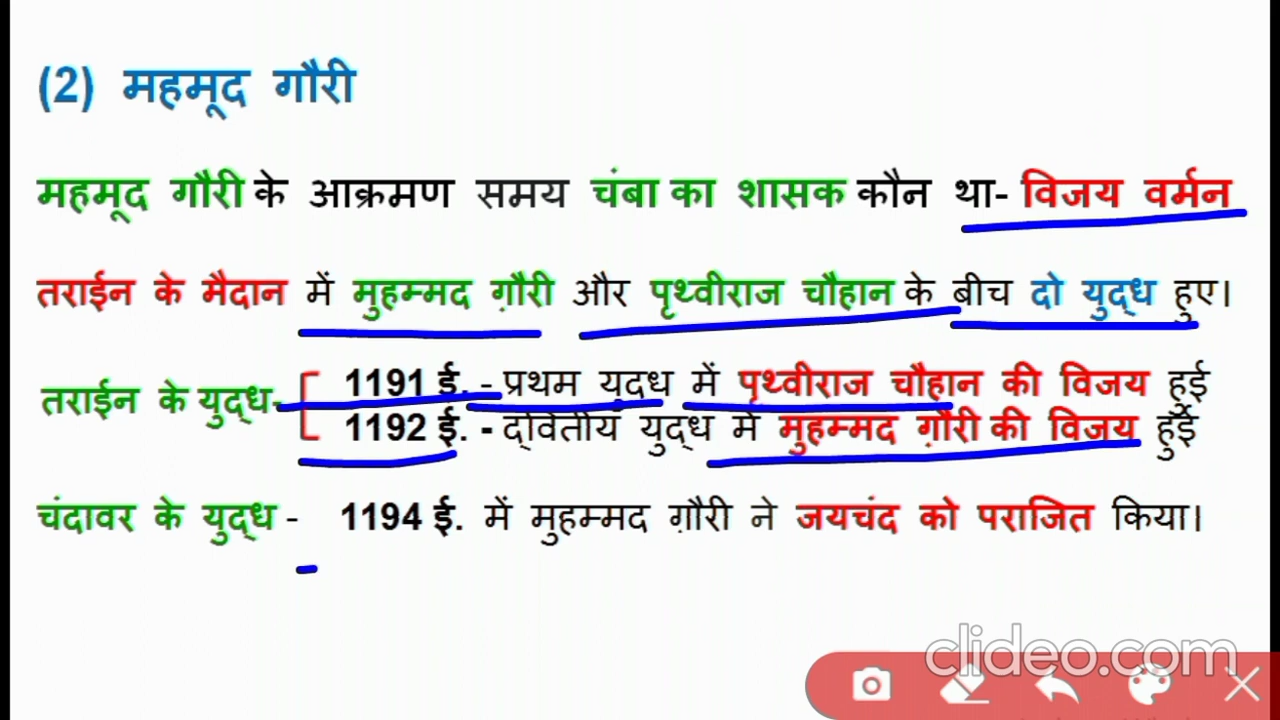 (2) महमूद गौरी
महमूद गौरी के आक्रमण समय चंबा का शासक कौन था- विजय वर्मन
तराईन के मैदान में मुहम्मद ग़ौरी और पृथ्वीराज चौहान के बीच दो युद्ध हुए।
तराईन के युद्ध-
1191 ई. - प्रथम युद्ध में पृथ्वीराज चौहान की विजय हुई
1192 ई. - द्वितीय युद्ध में मुहम्मद ग़ौरी की विजय हुई
चंदावर के युद्ध - 1194 ई. में मुहम्मद ग़ौरी ने जयचंद को पराजित किया।
clideo.com